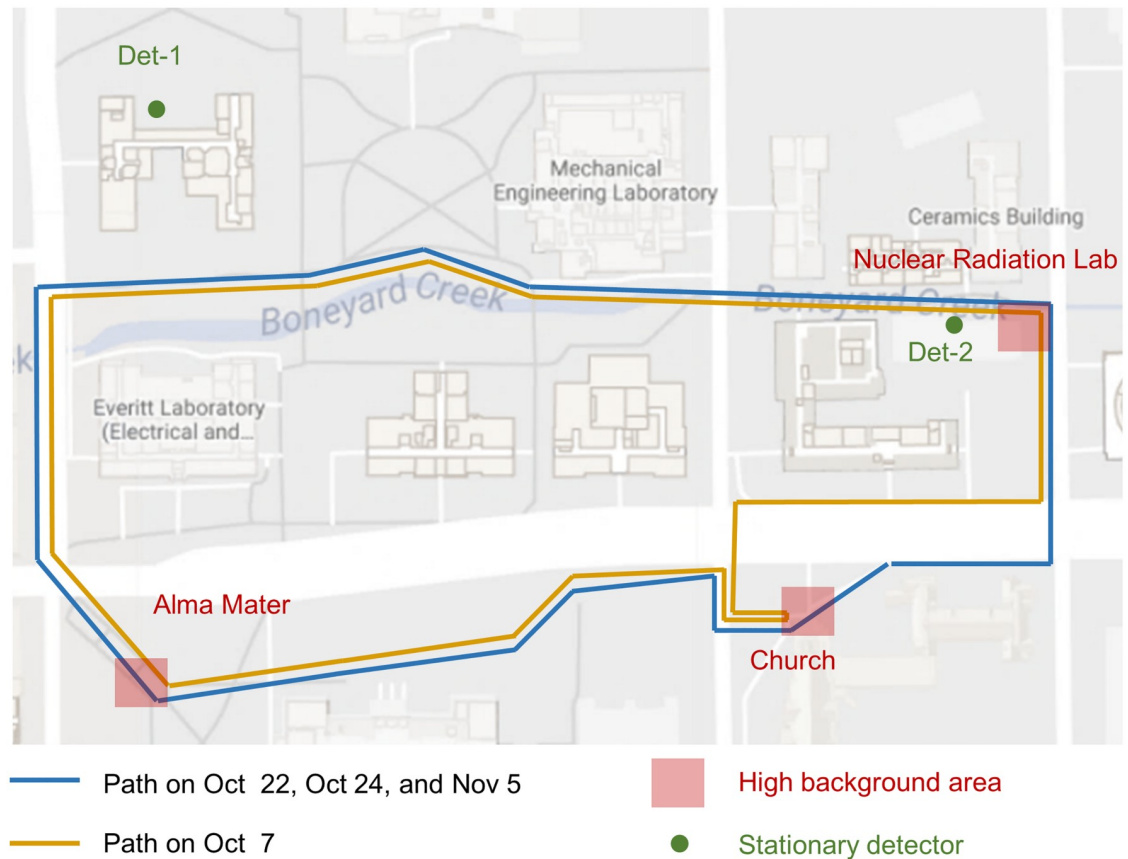 Det-1
Mechanical
Engineering Laboratory
Ceramics Building
Nuclear Radiation Lab
Boneyard Creek
Boneyard Creek
Det-2
ek
Everitt Laboratory
(Electrical and...
Alma Mater
Church
Path on Oct 22, Oct 24, and Nov 5
High background area
Path on Oct 7
Stationary detector